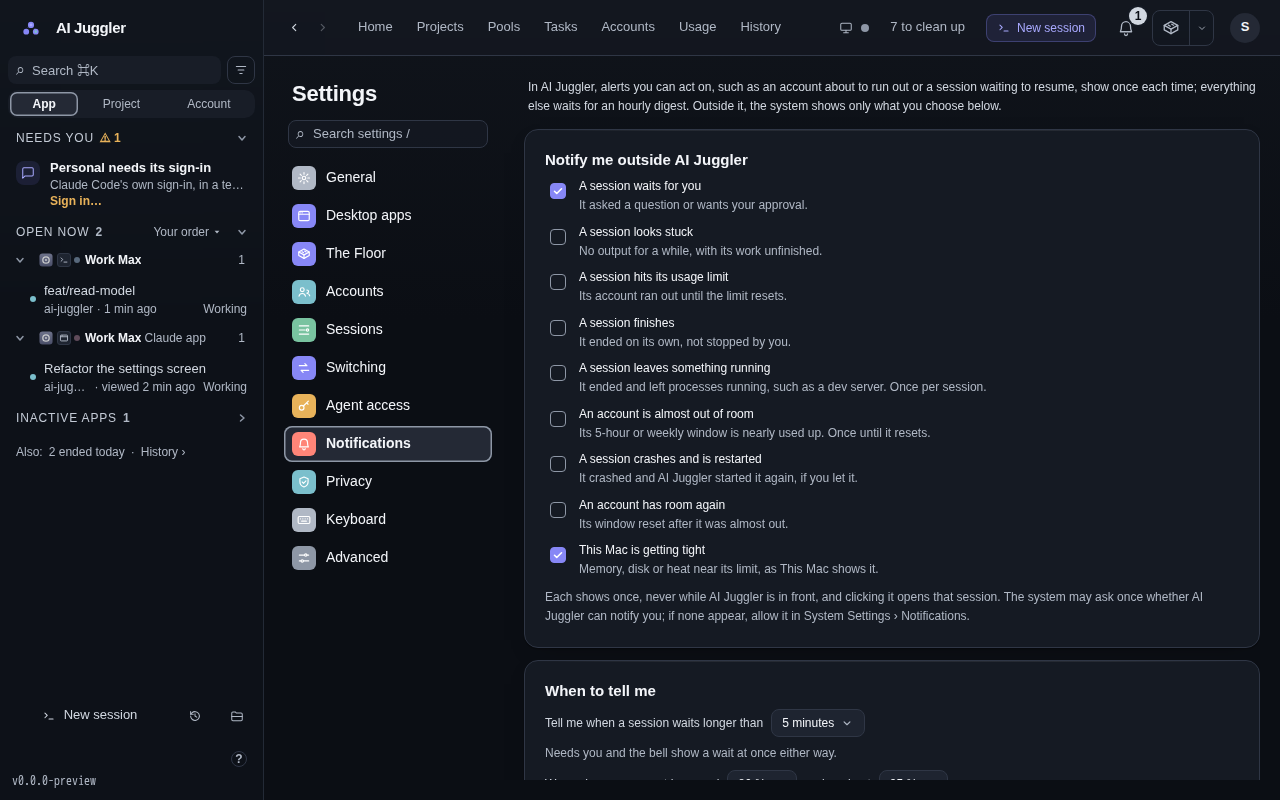 AI Juggler
Search ⌘K
App Project Account
NEEDS YOU 1
Personal needs its sign-in
Claude Code's own sign-in, in a te…
Sign in…
OPEN NOW 2 Your order
Work Max 1
feat/read-model
ai-juggler · 1 min ago Working
Work Max Claude app 1
Refactor the settings screen
ai-jug… · viewed 2 min ago Working
INACTIVE APPS 1
Also: 2 ended today · History ›
New session
?
v0.0.0-preview
Home Projects Pools Tasks Accounts Usage History 7 to clean up New session 1 S
Settings
Search settings /
General
Desktop apps
The Floor
Accounts
Sessions
Switching
Agent access
Notifications
Privacy
Keyboard
Advanced
In AI Juggler, alerts you can act on, such as an account about to run out or a session waiting to resume, show once each time; everything
else waits for an hourly digest. Outside it, the system shows only what you choose below.
Notify me outside AI Juggler
A session waits for you
It asked a question or wants your approval.
A session looks stuck
No output for a while, with its work unfinished.
A session hits its usage limit
Its account ran out until the limit resets.
A session finishes
It ended on its own, not stopped by you.
A session leaves something running
It ended and left processes running, such as a dev server. Once per session.
An account is almost out of room
Its 5-hour or weekly window is nearly used up. Once until it resets.
A session crashes and is restarted
It crashed and AI Juggler started it again, if you let it.
An account has room again
Its window reset after it was almost out.
This Mac is getting tight
Memory, disk or heat near its limit, as This Mac shows it.
Each shows once, never while AI Juggler is in front, and clicking it opens that session. The system may ask once whether AI
Juggler can notify you; if none appear, allow it in System Settings › Notifications.
When to tell me
Tell me when a session waits longer than 5 minutes
Needs you and the bell show a wait at once either way.